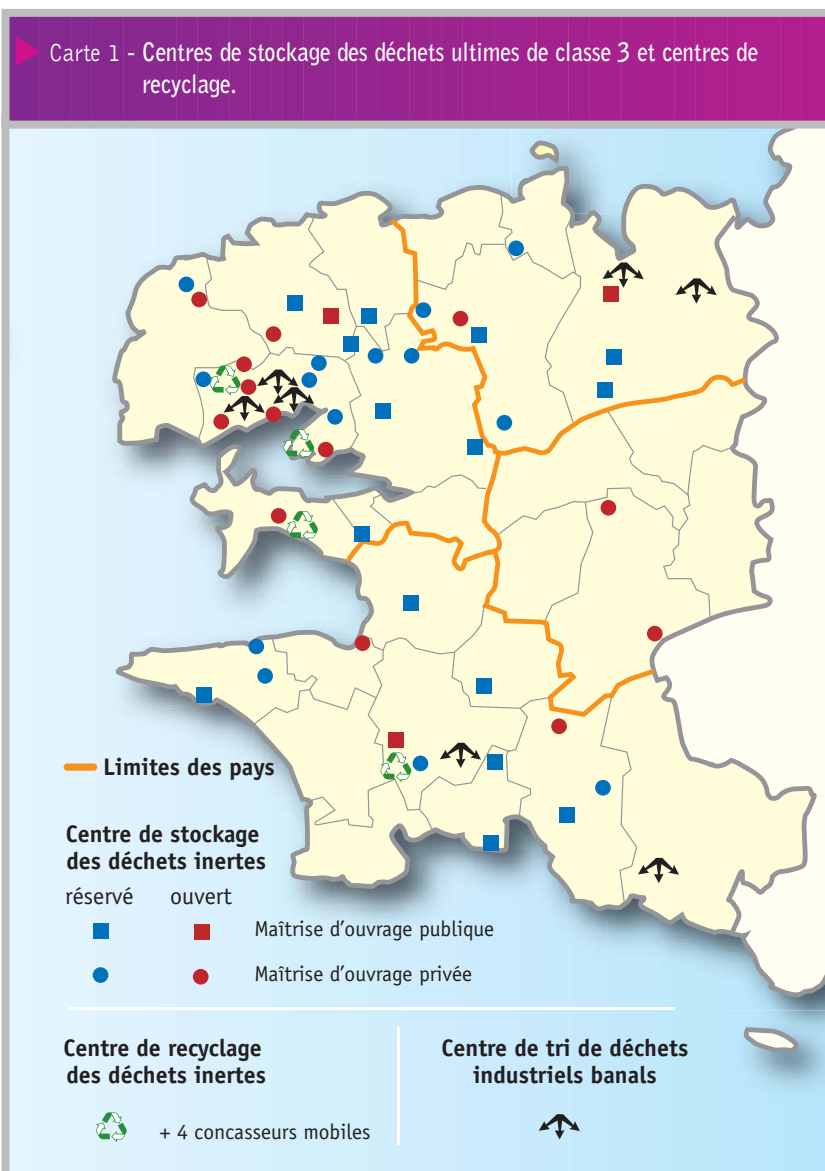 Carte 1 - Centres de stockage des déchets ultimes de classe 3 et centres de
recyclage.
Limites des pays
Centre de stockage
des déchets inertes
réservé ouvert
Maîtrise d'ouvrage publique
Maîtrise d'ouvrage privée
Centre de recyclage
des déchets inertes
+ 4 concasseurs mobiles
Centre de tri de déchets
industriels banals